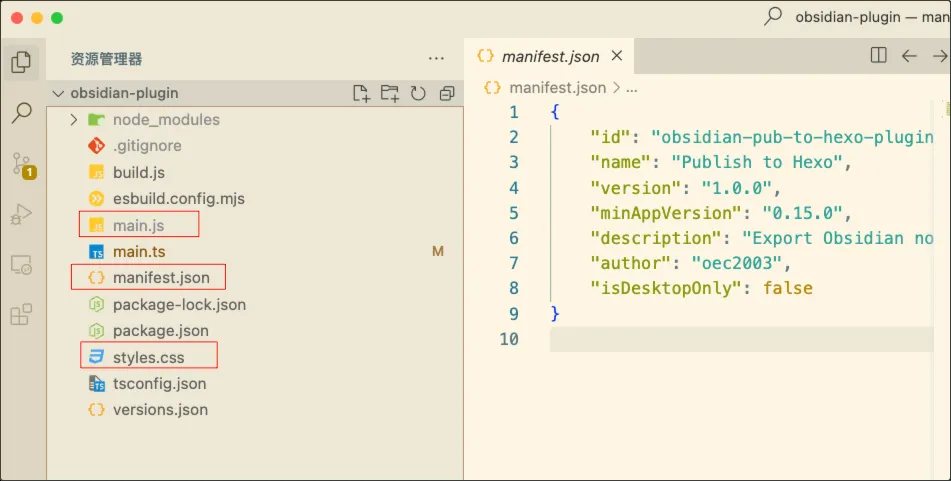 obsidian-plugin — man
资源管理器
obsidian-plugin
node_modules
.gitignore
build.js
esbuild.config.mjs
main.js
main.ts M
manifest.json
package-lock.json
package.json
styles.css
tsconfig.json
versions.json
1
manifest.json
manifest.json > ...
1 {
2 "id": "obsidian-pub-to-hexo-plugin
3 "name": "Publish to Hexo",
4 "version": "1.0.0",
5 "minAppVersion": "0.15.0",
6 "description": "Export Obsidian no
7 "author": "oec2003",
8 "isDesktopOnly": false
9 }
10